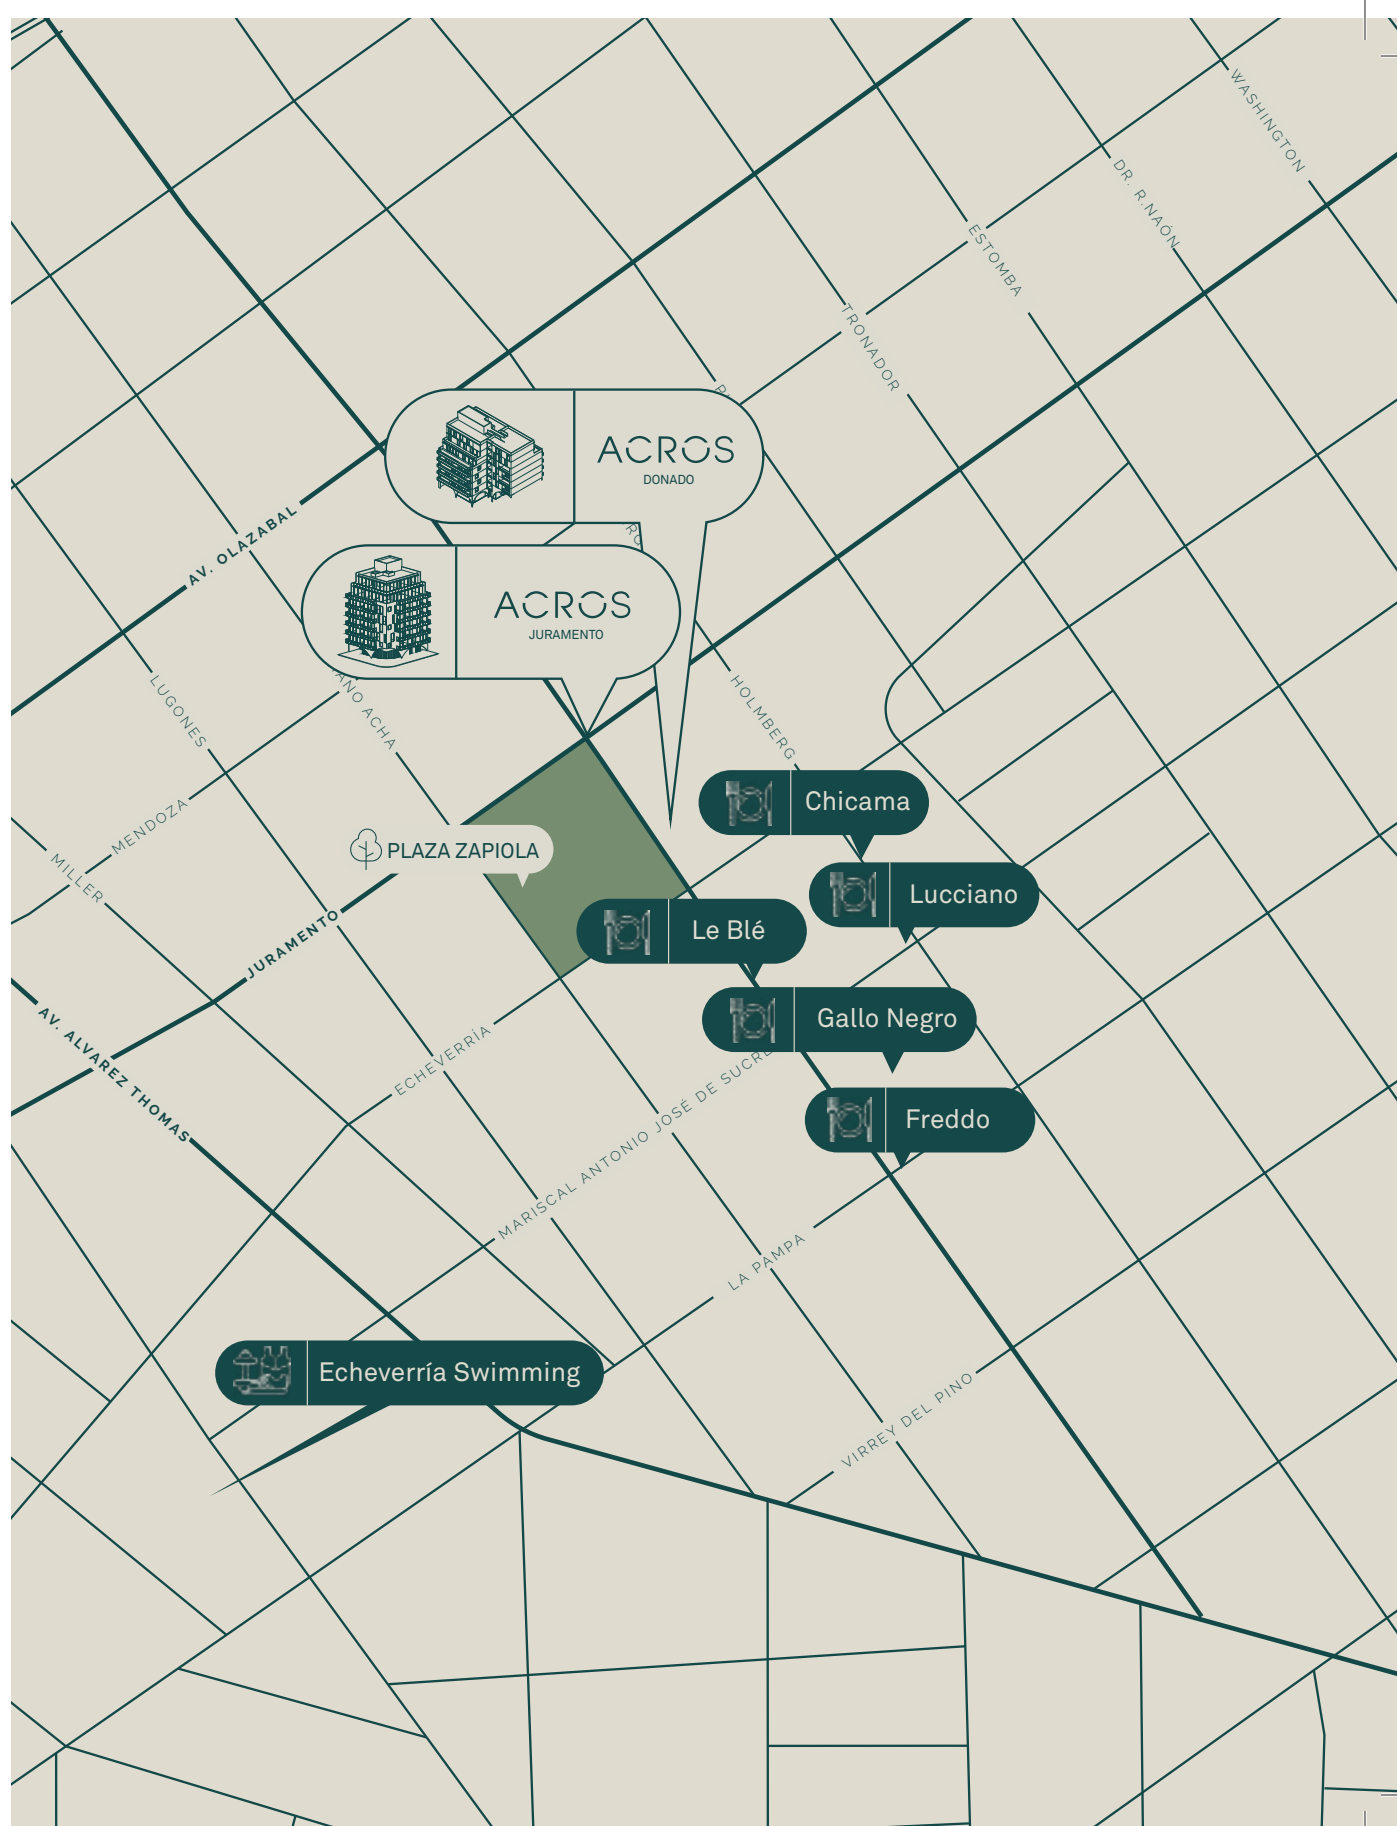 WASHINGTON
DR. R.NAÓN
ESTOMBA
TRONADOR
ACROS
DONADO
AV. OLAZABAL
ACROS
JURAMENTO
LUGONES
ANO ACHA
HOLMBERG
Chicama
MENDOZA
PLAZA ZAPIOLA
MILLER
Lucciano
Le Blé
JURAMENTO
Gallo Negro
AV. ALVAREZ THOMAS
ECHEVERRÍA
MARISCAL ANTONIO JOSÉ DE SUCRE
Freddo
LA PAMPA
Echeverría Swimming
VIRREY DEL PINO